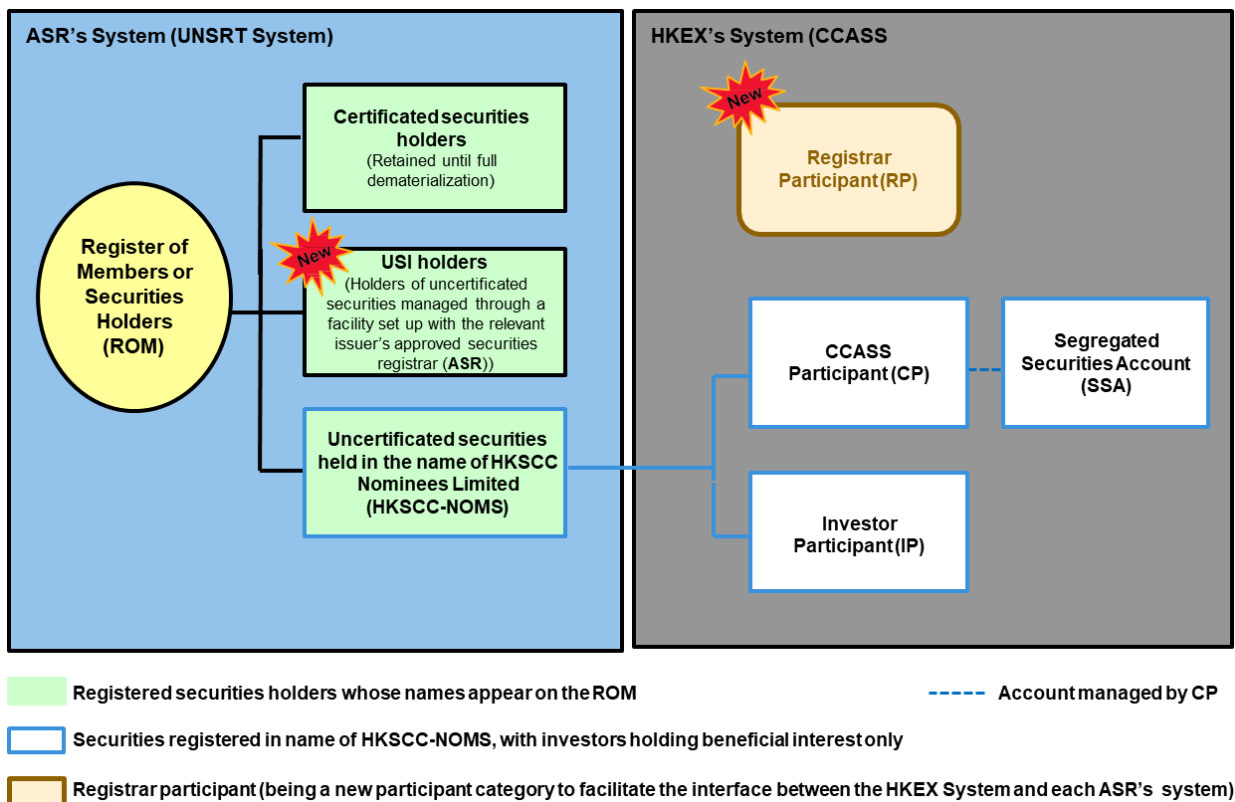 ASR's System (UNSRT System)
Certificated securities
holders
(Retained until full
dematerialization)
New
USI holders
(Holders of uncertificated
securities managed through a
facility set up with the relevant
issuer's approved securities
registrar (ASR))
Register of
Members or
Securities
Holders
(ROM)
Uncertificated securities
held in the name of HKSCC
Nominees Limited
(HKSCC-NOMS)
HKEX's System (CCASS
New
Registrar
Participant (RP)
CCASS
Participant (CP)
Segregated
Securities Account
(SSA)
Investor
Participant (IP)
Registered securities holders whose names appear on the ROM
Account managed by CP
Securities registered in name of HKSCC-NOMS, with investors holding beneficial interest only
Registrar participant (being a new participant category to facilitate the interface between the HKEX System and each ASR's system)